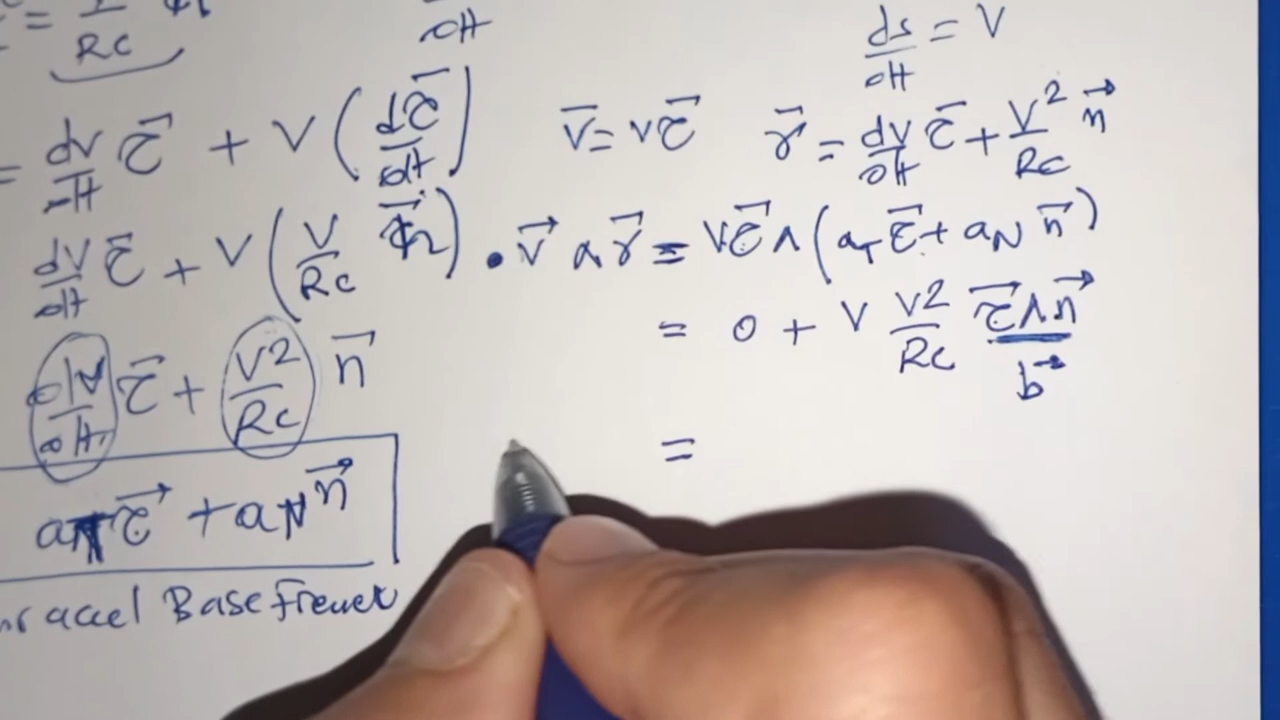 = 1/Rc
dt
ds/dt = V
= dV/dt τ⃗ + V (dτ⃗/dt)
V⃗ = Vτ⃗
γ⃗ = dV/dt τ⃗ + V²/Rc n⃗
dV/dt τ⃗ + V (V/Rc n⃗)
• V⃗ ∧ γ⃗ = Vτ⃗ ∧ (aT τ⃗ + aN n⃗)
= 0 + V V²/Rc τ⃗ ∧ n⃗
b⃗
dV/dt τ⃗ + V²/Rc n⃗
=
aT τ⃗ + aN n⃗
accel Base Frenet